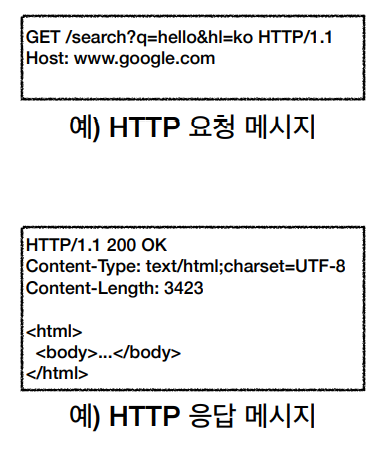 GET /search?q=hello&hl=ko HTTP/1.1
Host: www.google.com
예) HTTP 요청 메시지
HTTP/1.1 200 OK
Content-Type: text/html;charset=UTF-8
Content-Length: 3423
<html>
<body>...</body>
</html>
예) HTTP 응답 메시지